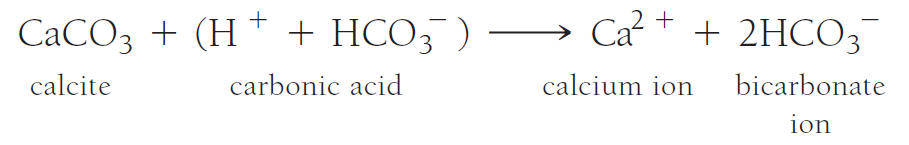 CaCO₃ + (H⁺ + HCO₃⁻) ⟶ Ca²⁺ + 2HCO₃⁻
calcite carbonic acid calcium ion bicarbonate
ion